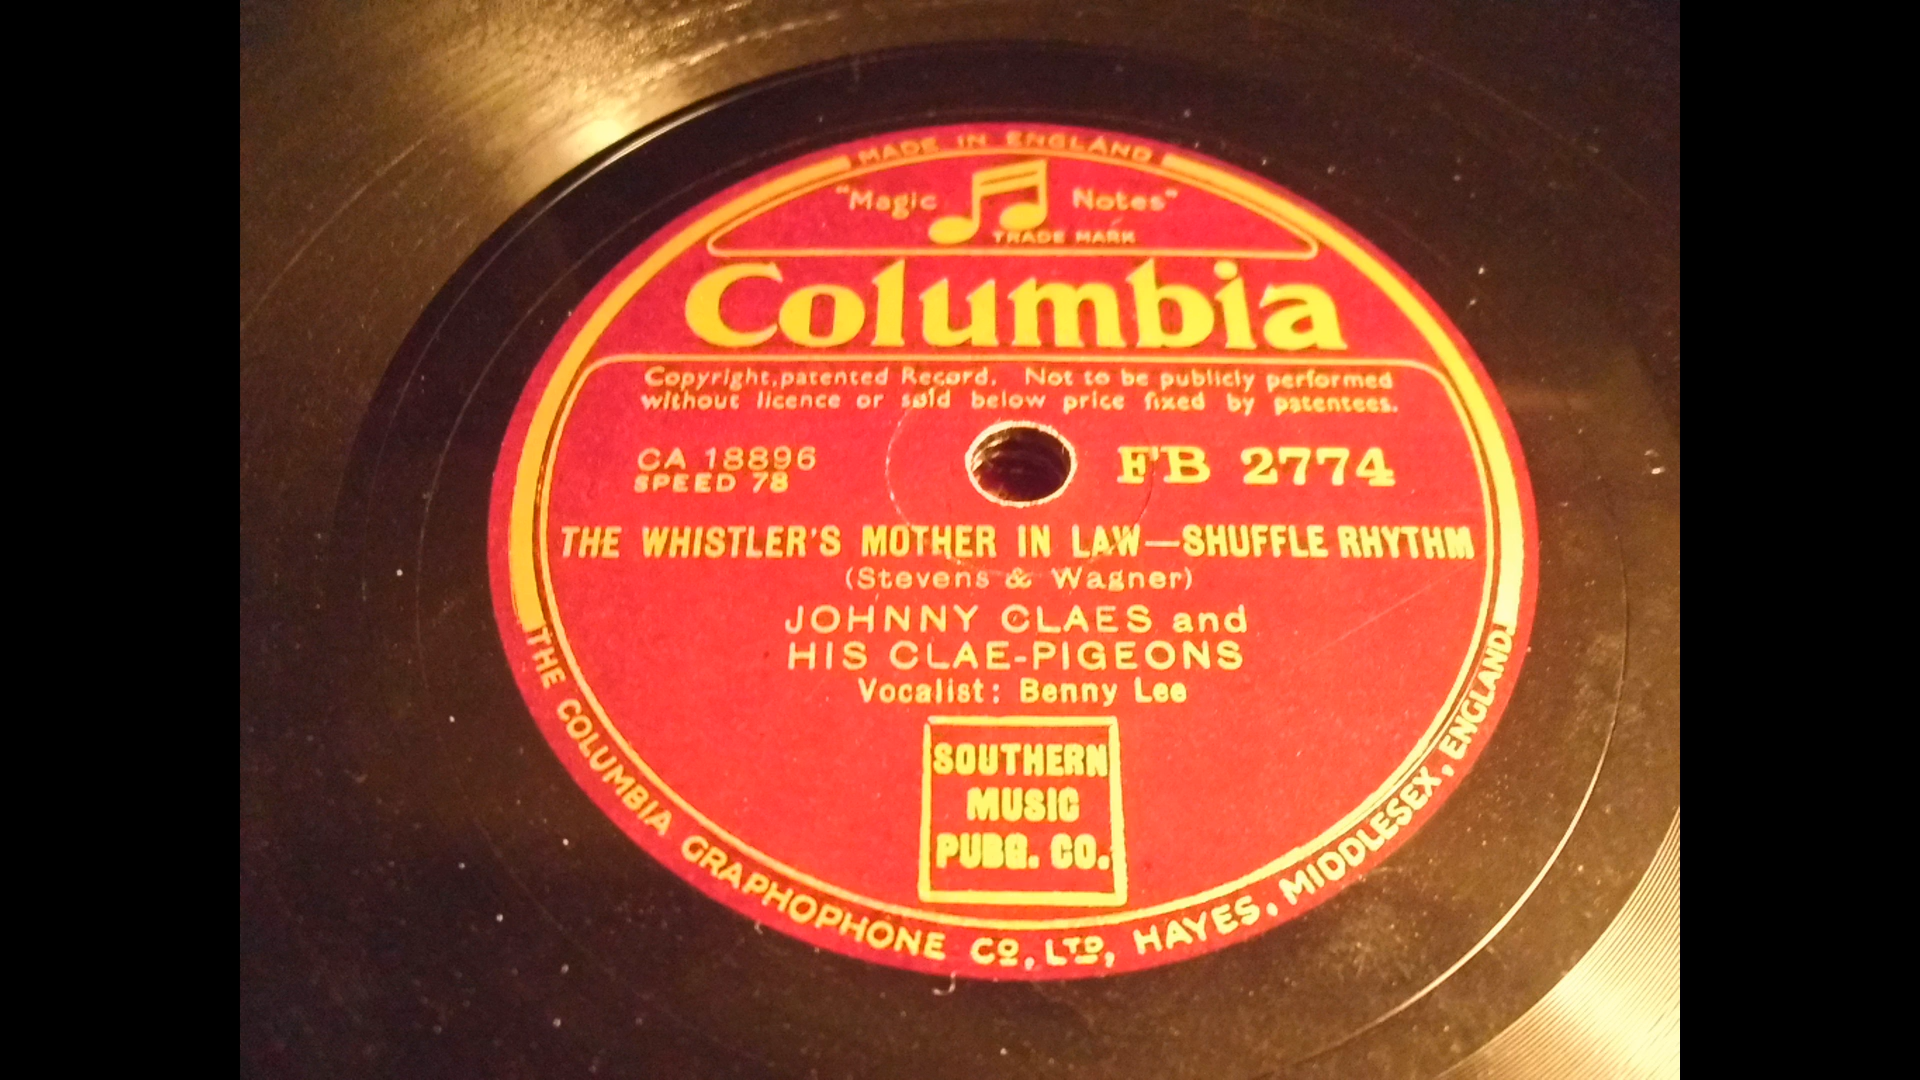 MADE IN ENGLAND
"Magic Notes"
TRADE MARK
Columbia
Copyright, patented Record. Not to be publicly performed
without licence or sold below price fixed by patentees.
CA 18896
SPEED 78
FB 2774
THE WHISTLER'S MOTHER IN LAW—SHUFFLE RHYTHM
(Stevens & Wagner)
JOHNNY CLAES and
HIS CLAE-PIGEONS
Vocalist: Benny Lee
SOUTHERN
MUSIC
PUBG. CO.
THE COLUMBIA GRAPHOPHONE CO, LTD, HAYES, MIDDLESEX, ENGLAND.